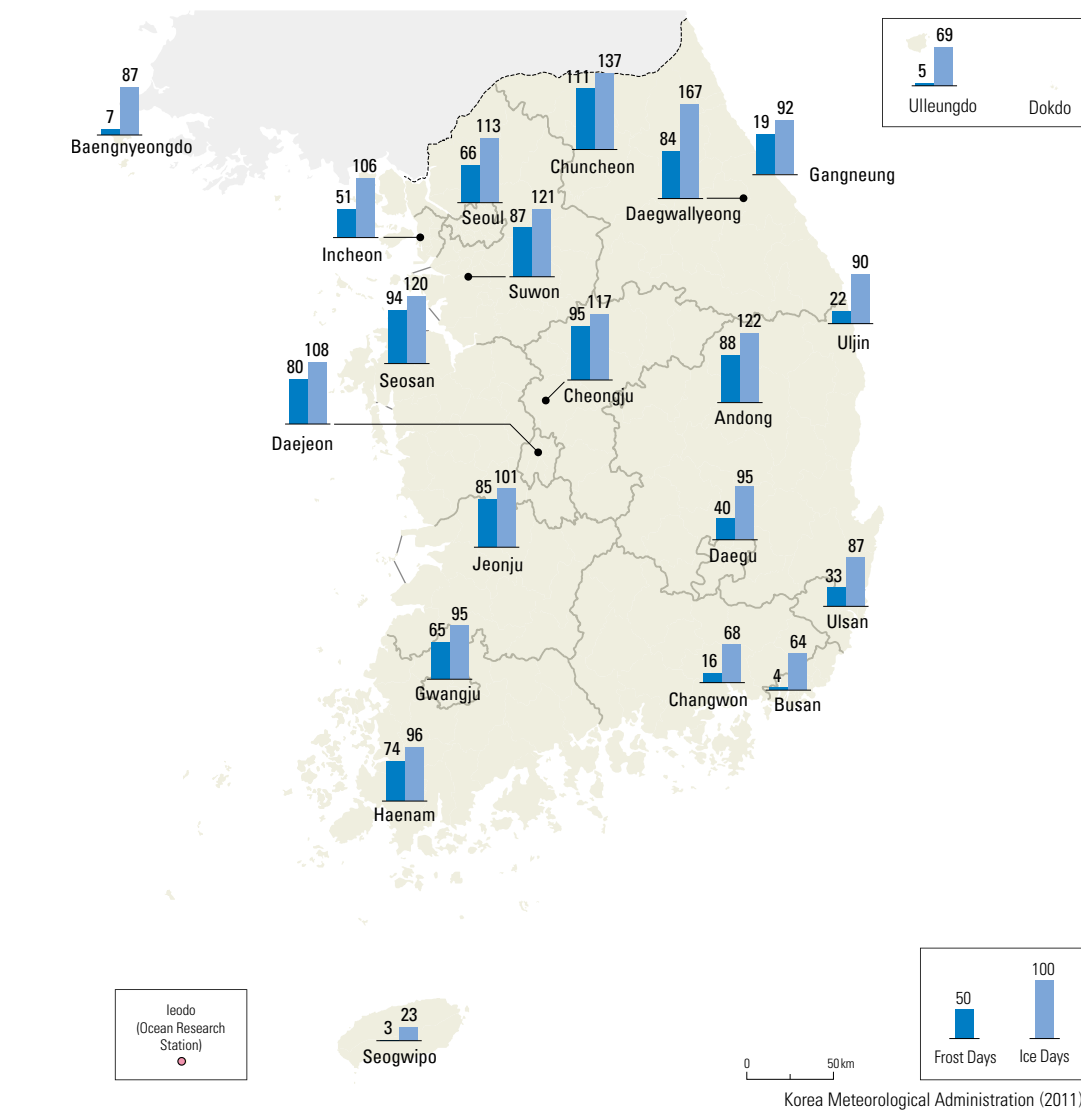 69
5
Ulleungdo
Dokdo
87
7
Baengnyeongdo
111
137
Chuncheon
167
84
Daegwallyeong
19
92
Gangneung
113
66
Seoul
106
51
Incheon
87
121
Suwon
90
22
Uljin
94
120
Seosan
95
117
Cheongju
88
122
Andong
80
108
Daejeon
85
101
Jeonju
95
40
Daegu
87
33
Ulsan
65
95
Gwangju
16
68
Changwon
4
64
Busan
74
96
Haenam
Ieodo
(Ocean Research
Station)
3
23
Seogwipo
50
100
Frost Days
Ice Days
0
50 km
Korea Meteorological Administration (2011)